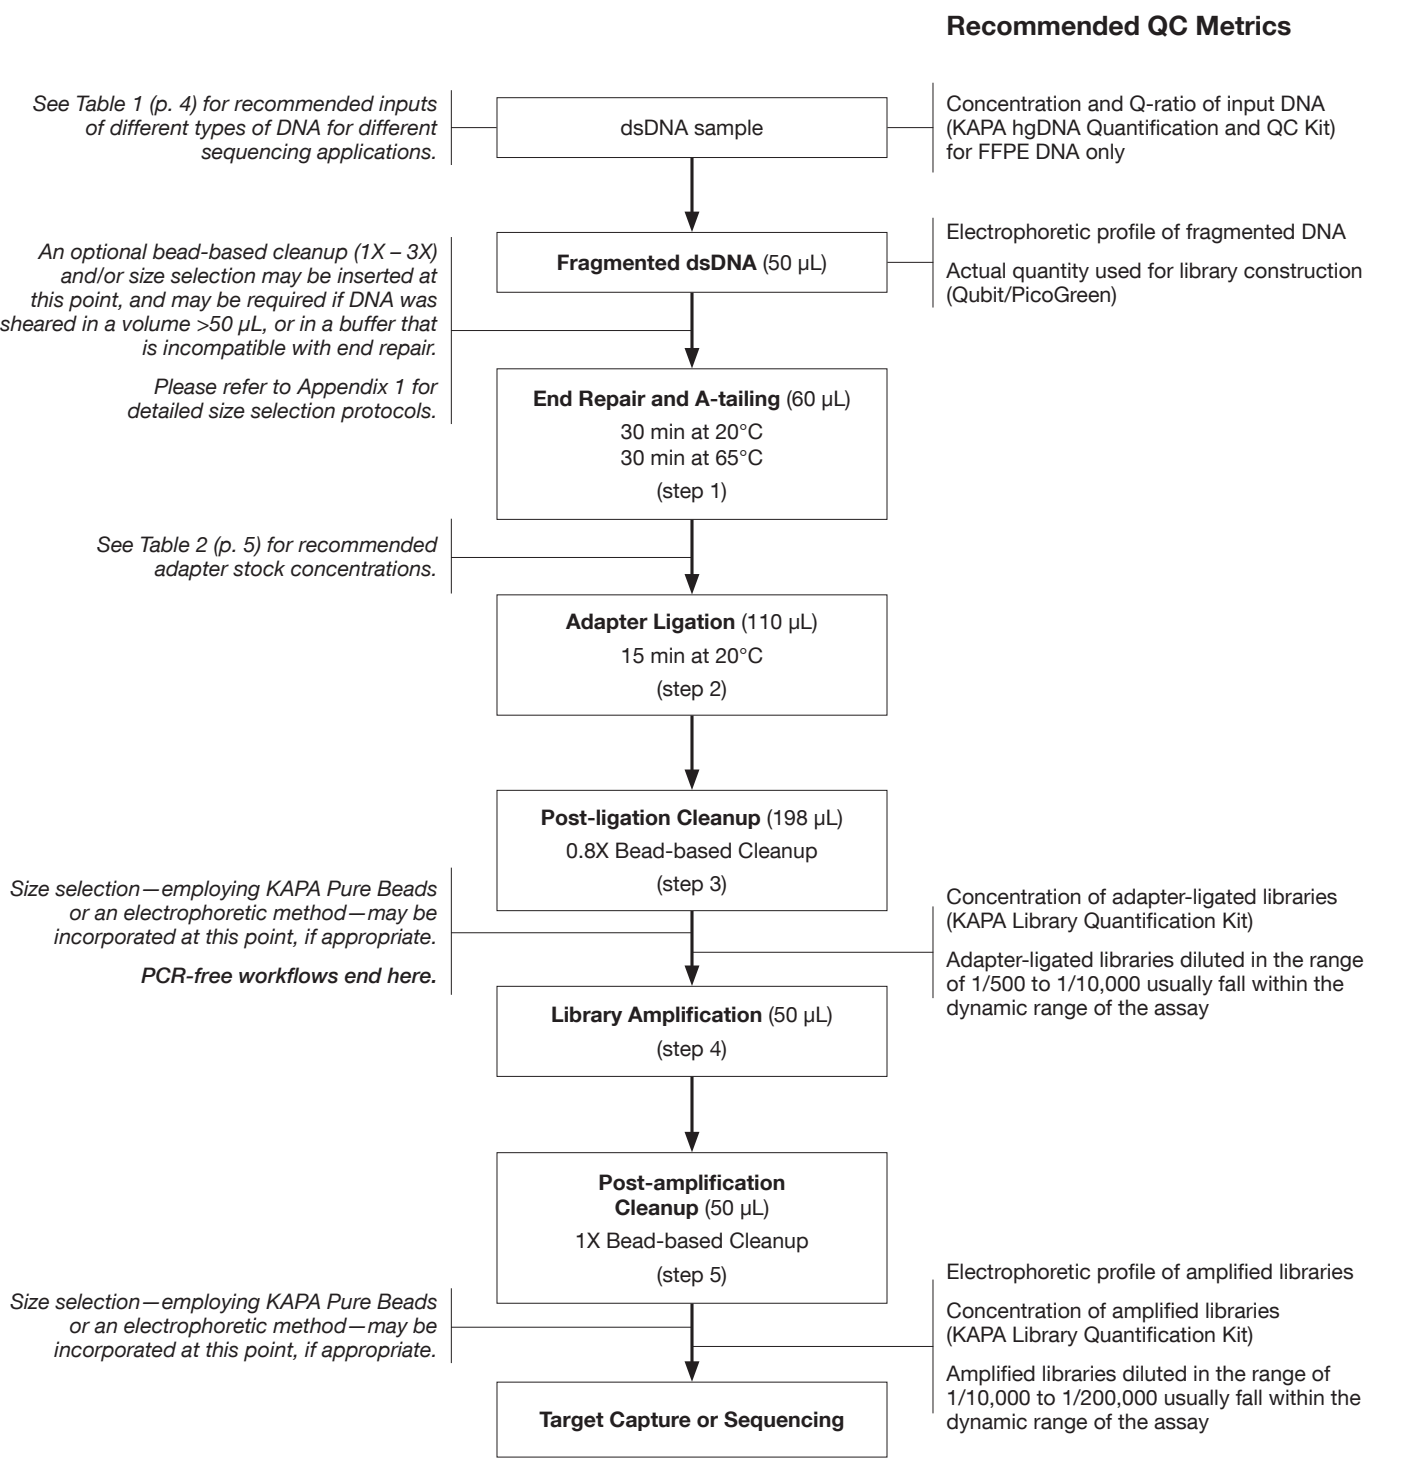 Recommended QC Metrics
See Table 1 (p. 4) for recommended inputs
of different types of DNA for different
sequencing applications.
dsDNA sample
Concentration and Q-ratio of input DNA
(KAPA hgDNA Quantification and QC Kit)
for FFPE DNA only
An optional bead-based cleanup (1X – 3X)
and/or size selection may be inserted at
this point, and may be required if DNA was
sheared in a volume >50 µL, or in a buffer that
is incompatible with end repair.
Please refer to Appendix 1 for
detailed size selection protocols.
Fragmented dsDNA (50 µL)
Electrophoretic profile of fragmented DNA
Actual quantity used for library construction
(Qubit/PicoGreen)
End Repair and A-tailing (60 µL)
30 min at 20°C
30 min at 65°C
(step 1)
See Table 2 (p. 5) for recommended
adapter stock concentrations.
Adapter Ligation (110 µL)
15 min at 20°C
(step 2)
Post-ligation Cleanup (198 µL)
0.8X Bead-based Cleanup
(step 3)
Size selection—employing KAPA Pure Beads
or an electrophoretic method—may be
incorporated at this point, if appropriate.
PCR-free workflows end here.
Concentration of adapter-ligated libraries
(KAPA Library Quantification Kit)
Adapter-ligated libraries diluted in the range
of 1/500 to 1/10,000 usually fall within the
dynamic range of the assay
Library Amplification (50 µL)
(step 4)
Post-amplification
Cleanup (50 µL)
1X Bead-based Cleanup
(step 5)
Size selection—employing KAPA Pure Beads
or an electrophoretic method—may be
incorporated at this point, if appropriate.
Electrophoretic profile of amplified libraries
Concentration of amplified libraries
(KAPA Library Quantification Kit)
Amplified libraries diluted in the range of
1/10,000 to 1/200,000 usually fall within the
dynamic range of the assay
Target Capture or Sequencing